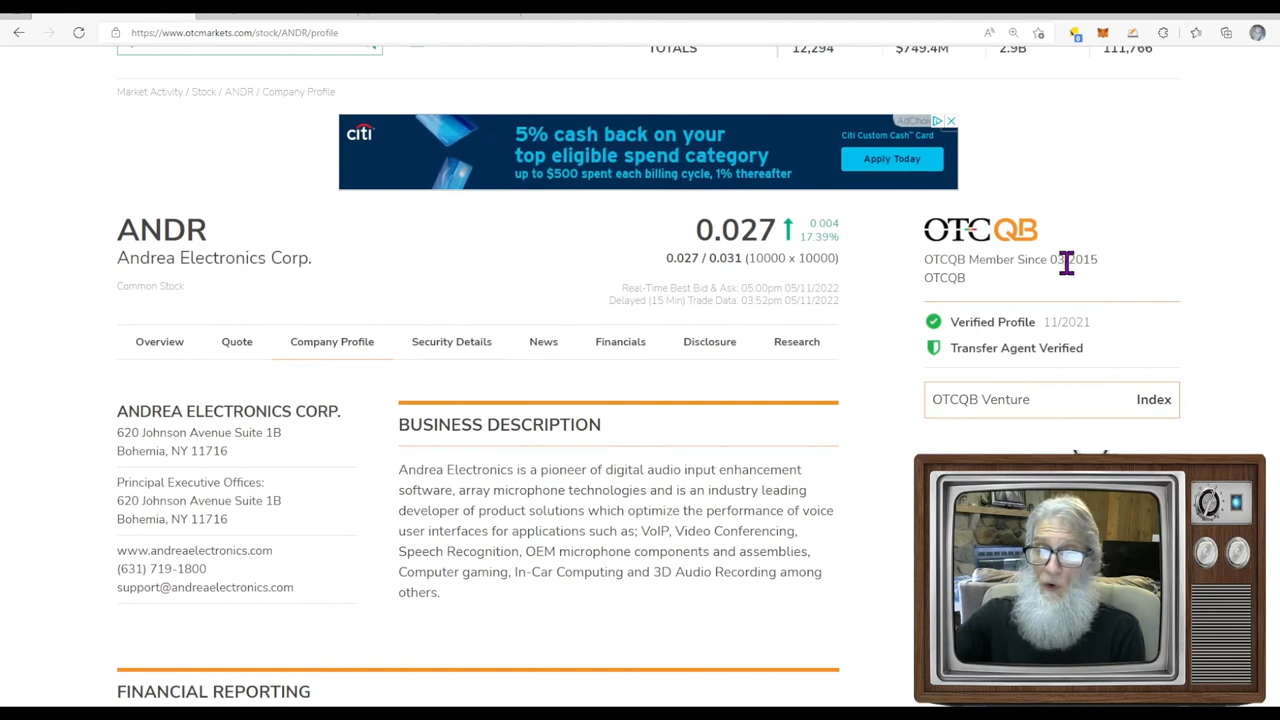 https://www.otcmarkets.com/stock/ANDR/profile
TOTALS 12,294 $749.4M 2.9B 111,766
Market Activity / Stock / ANDR / Company Profile
citi
5% cash back on your
top eligible spend category
up to $500 spent each billing cycle, 1% thereafter
Citi Custom Cash™ Card
Apply Today
ANDR
Andrea Electronics Corp.
Common Stock
0.027
0.004
17.39%
0.027 / 0.031 (10000 x 10000)
Real-Time Best Bid & Ask: 05:00pm 05/11/2022
Delayed (15 Min) Trade Data: 03:52pm 05/11/2022
OTCQB
OTCQB Member Since 03/2015
OTCQB
Verified Profile 11/2021
Transfer Agent Verified
OTCQB Venture Index
Overview Quote Company Profile Security Details News Financials Disclosure Research
ANDREA ELECTRONICS CORP.
620 Johnson Avenue Suite 1B
Bohemia, NY 11716
Principal Executive Offices:
620 Johnson Avenue Suite 1B
Bohemia, NY 11716
www.andreaelectronics.com
(631) 719-1800
support@andreaelectronics.com
BUSINESS DESCRIPTION
Andrea Electronics is a pioneer of digital audio input enhancement
software, array microphone technologies and is an industry leading
developer of product solutions which optimize the performance of voice
user interfaces for applications such as; VoIP, Video Conferencing,
Speech Recognition, OEM microphone components and assemblies,
Computer gaming, In-Car Computing and 3D Audio Recording among
others.
FINANCIAL REPORTING